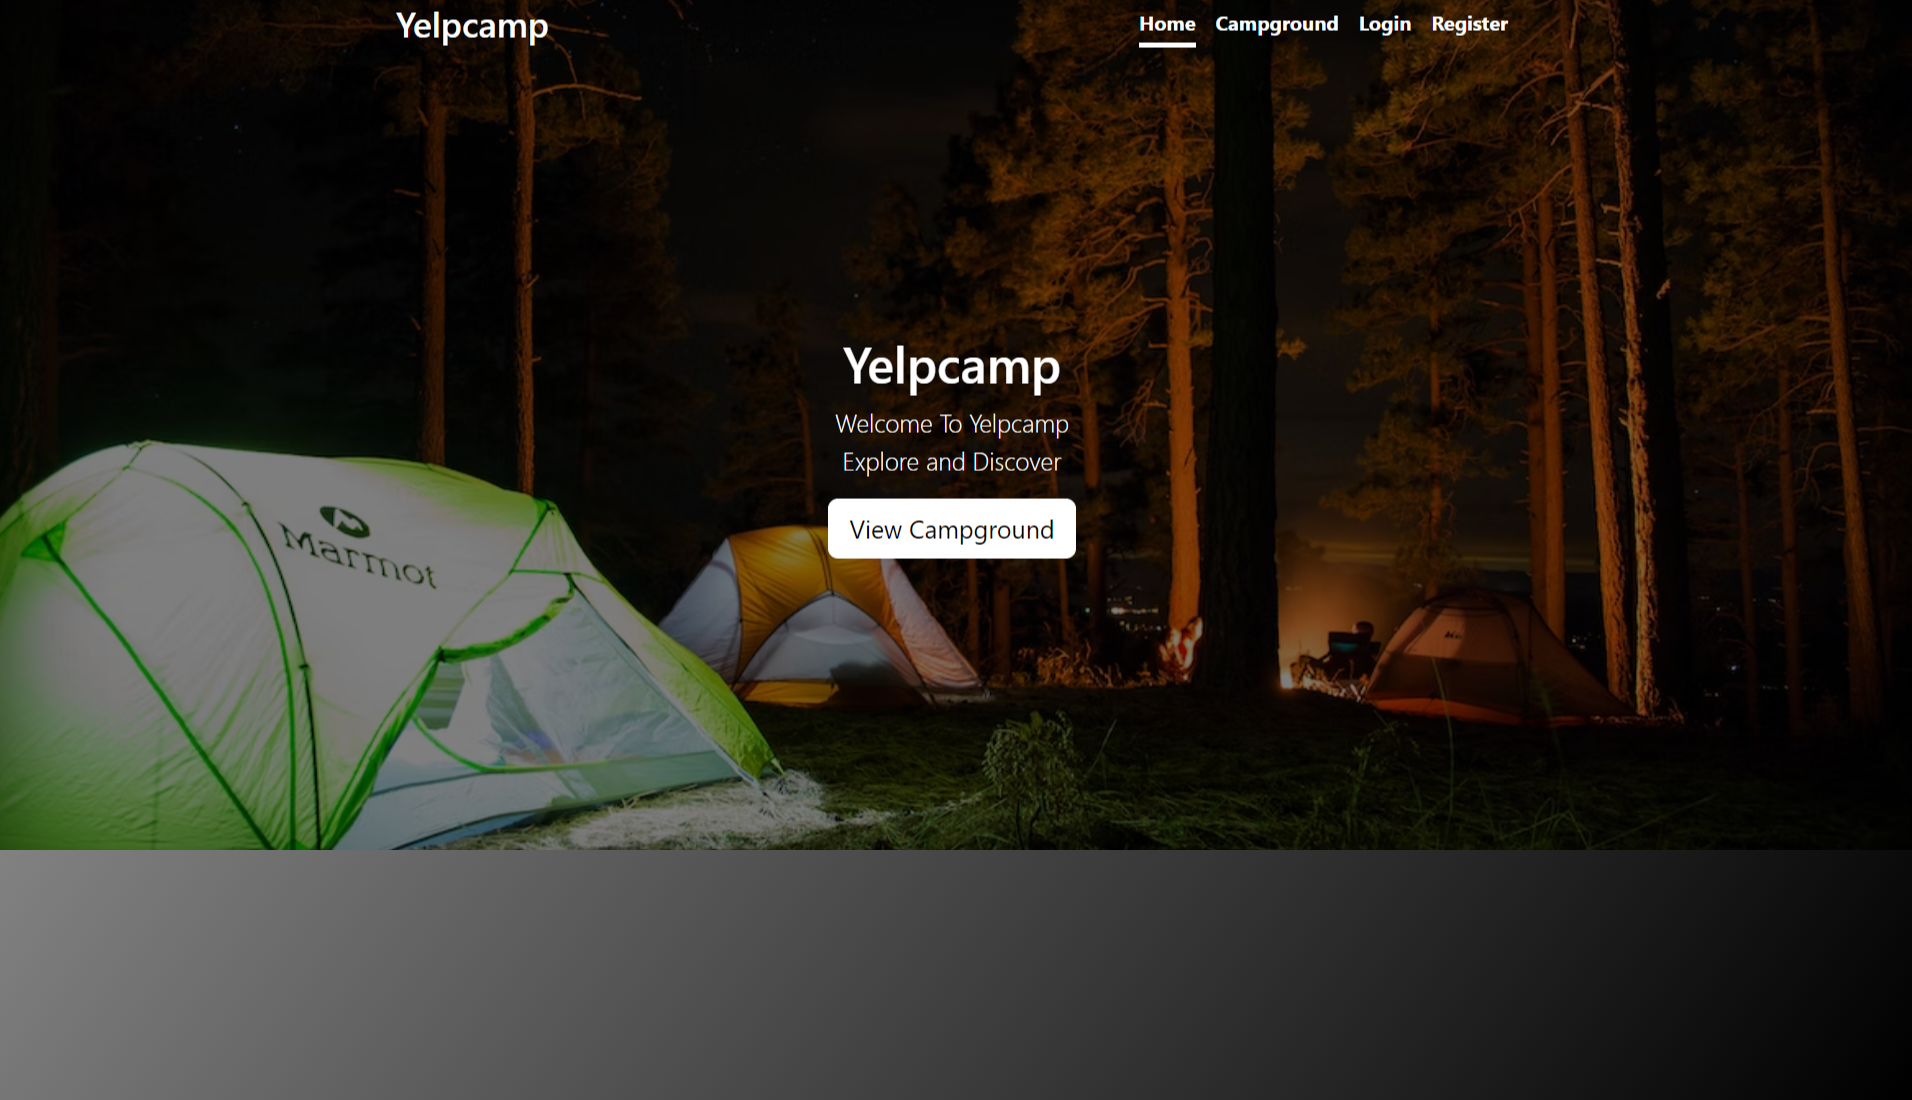 Yelpcamp
Home Campground Login Register
Yelpcamp
Welcome To Yelpcamp
Explore and Discover
View Campground
Marmot